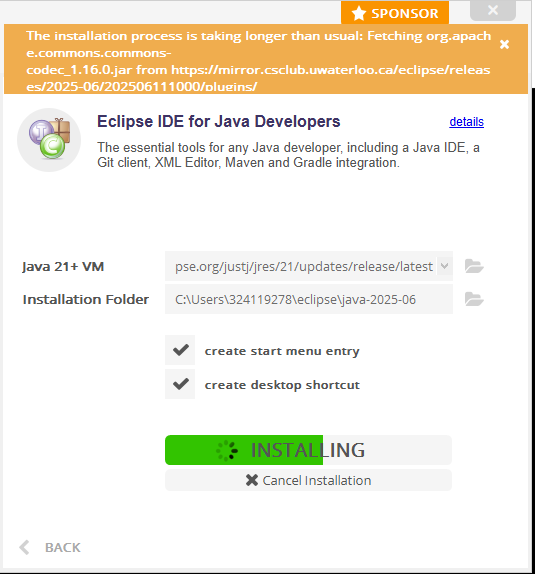 SPONSOR
The installation process is taking longer than usual: Fetching org.apach
e.commons.commons-
codec_1.16.0.jar from https://mirror.csclub.uwaterloo.ca/eclipse/releas
es/2025-06/202506111000/plugins/
Eclipse IDE for Java Developers
details
The essential tools for any Java developer, including a Java IDE, a
Git client, XML Editor, Maven and Gradle integration.
Java 21+ VM
pse.org/justj/jres/21/updates/release/latest
Installation Folder
C:\Users\324119278\eclipse\java-2025-06
create start menu entry
create desktop shortcut
INSTALLING
Cancel Installation
BACK